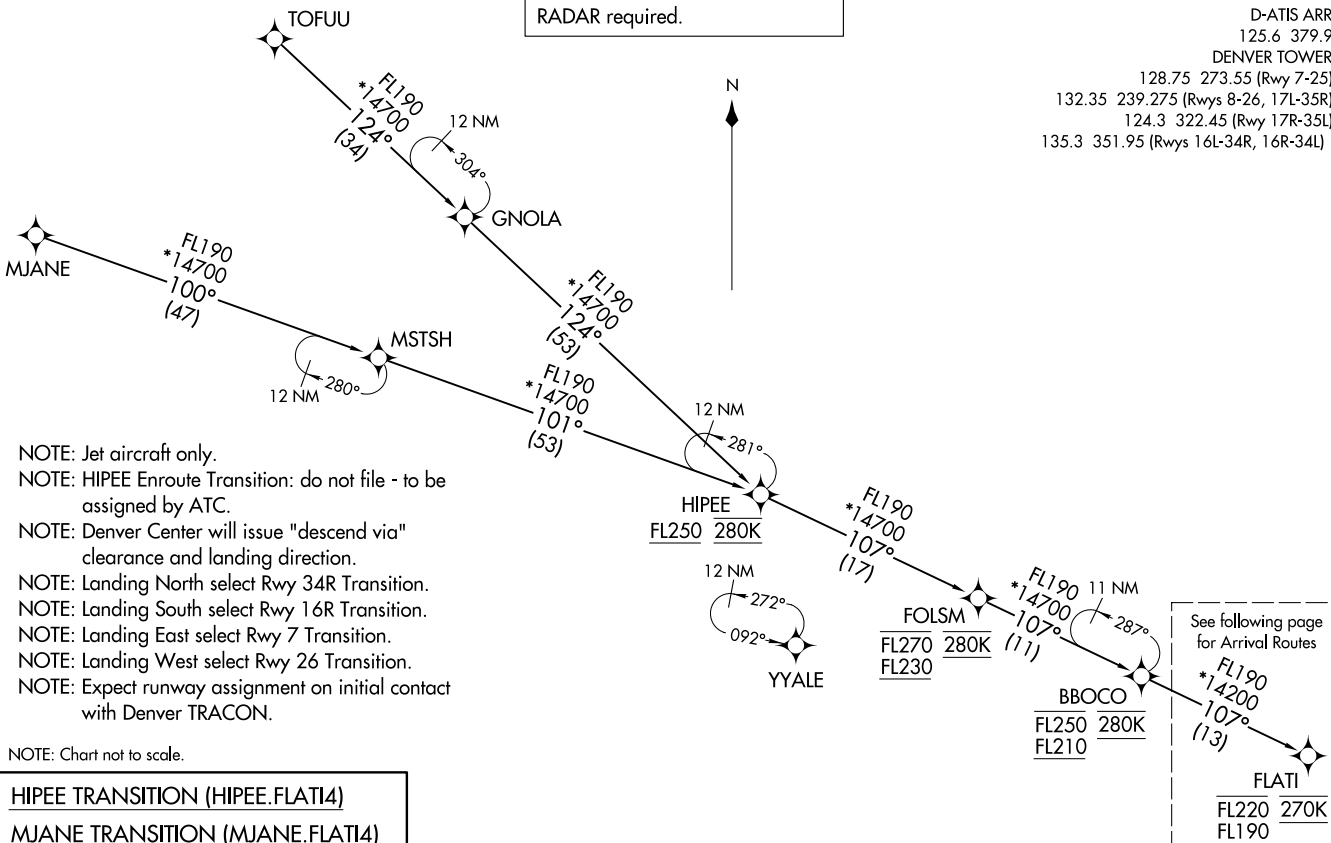 RADAR required.
D-ATIS ARR
125.6 379.9
DENVER TOWER
128.75 273.55 (Rwy 7-25)
132.35 239.275 (Rwys 8-26, 17L-35R)
124.3 322.45 (Rwy 17R-35L)
135.3 351.95 (Rwys 16L-34R, 16R-34L)
N
TOFUU
FL190
*14700
124°
(34)
12 NM
304°
GNOLA
MJANE
FL190
*14700
100°
(47)
MSTSH
12 NM
280°
FL190
*14700
124°
(53)
FL190
*14700
101°
(53)
12 NM
281°
HIPEE
FL250 280K
FL190
*14700
107°
(17)
12 NM
272°
092°
YYALE
FOLSM
FL270 280K
FL230
FL190
*14700
107°
(11)
11 NM
287°
BBOCO
FL250 280K
FL210
See following page
for Arrival Routes
FL190
*14200
107°
(13)
FLATI
FL220 270K
FL190
NOTE: Jet aircraft only.
NOTE: HIPEE Enroute Transition: do not file - to be
assigned by ATC.
NOTE: Denver Center will issue "descend via"
clearance and landing direction.
NOTE: Landing North select Rwy 34R Transition.
NOTE: Landing South select Rwy 16R Transition.
NOTE: Landing East select Rwy 7 Transition.
NOTE: Landing West select Rwy 26 Transition.
NOTE: Expect runway assignment on initial contact
with Denver TRACON.
NOTE: Chart not to scale.
HIPEE TRANSITION (HIPEE.FLATI4)
MJANE TRANSITION (MJANE.FLATI4)